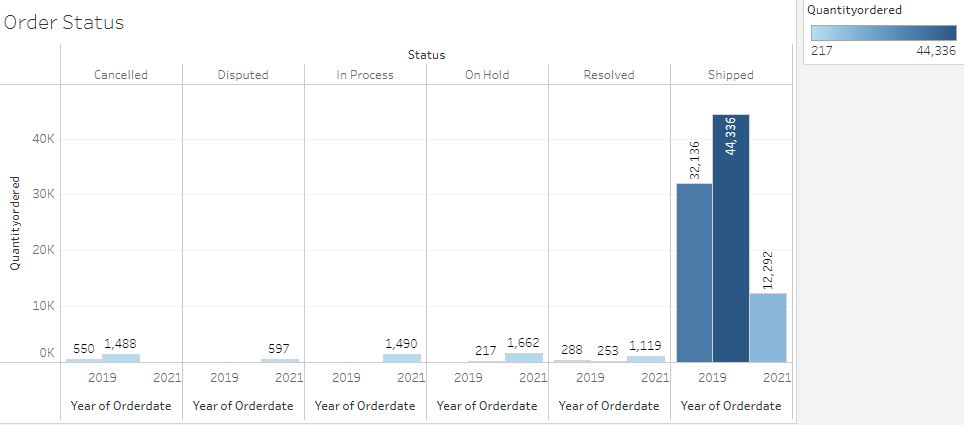 Order Status
Quantityordered
217 44,336
Status
Cancelled Disputed In Process On Hold Resolved Shipped
Quantityordered
40K
30K
20K
10K
0K
550 1,488 597 1,490 217 1,662 288 253 1,119 32,136 44,336 12,292
2019 2021 2019 2021 2019 2021 2019 2021 2019 2021 2019 2021
Year of Orderdate Year of Orderdate Year of Orderdate Year of Orderdate Year of Orderdate Year of Orderdate